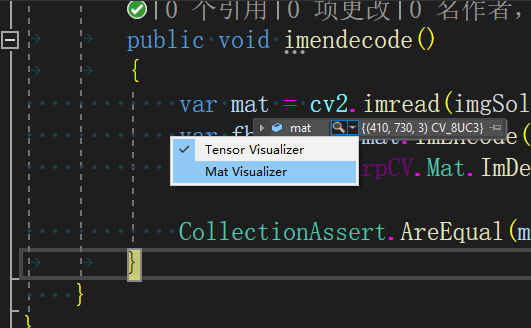 |0 个引用|0 项更改|0 名作者,
public void imendecode()
{
var mat = cv2.imread(imgSol
mat {(410, 730, 3) CV_8UC3}
var fb mat.ImEncode(
Tensor Visualizer
rpCV.Mat.ImDe
Mat Visualizer
CollectionAssert.AreEqual(m
}
}
}